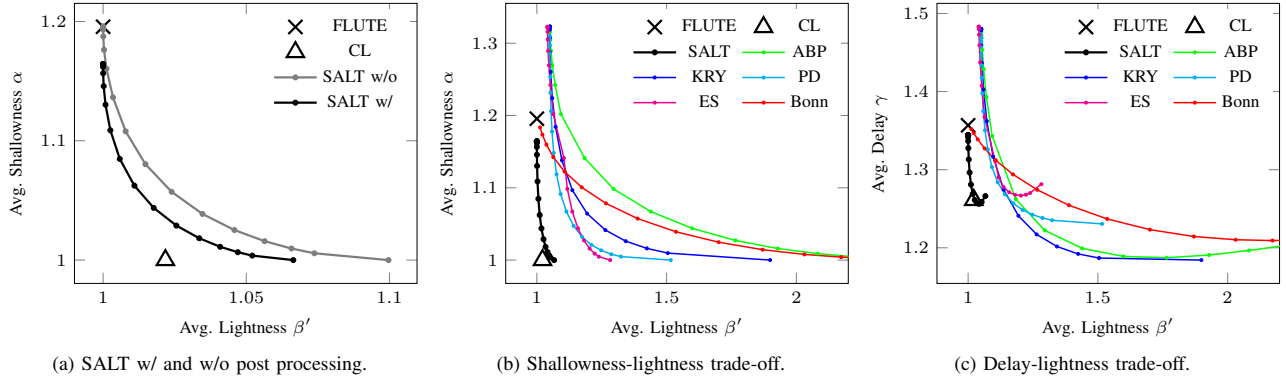 1.2
1.1
1
1
1.05
1.1
Avg. Shallowness α
Avg. Lightness β′
FLUTE
CL
SALT w/o
SALT w/
(a) SALT w/ and w/o post processing.
1.3
1.2
1.1
1
1
1.5
2
Avg. Shallowness α
Avg. Lightness β′
FLUTE CL
SALT ABP
KRY PD
ES Bonn
(b) Shallowness-lightness trade-off.
1.5
1.4
1.3
1.2
1
1.5
2
Avg. Delay γ
Avg. Lightness β′
FLUTE CL
SALT ABP
KRY PD
ES Bonn
(c) Delay-lightness trade-off.